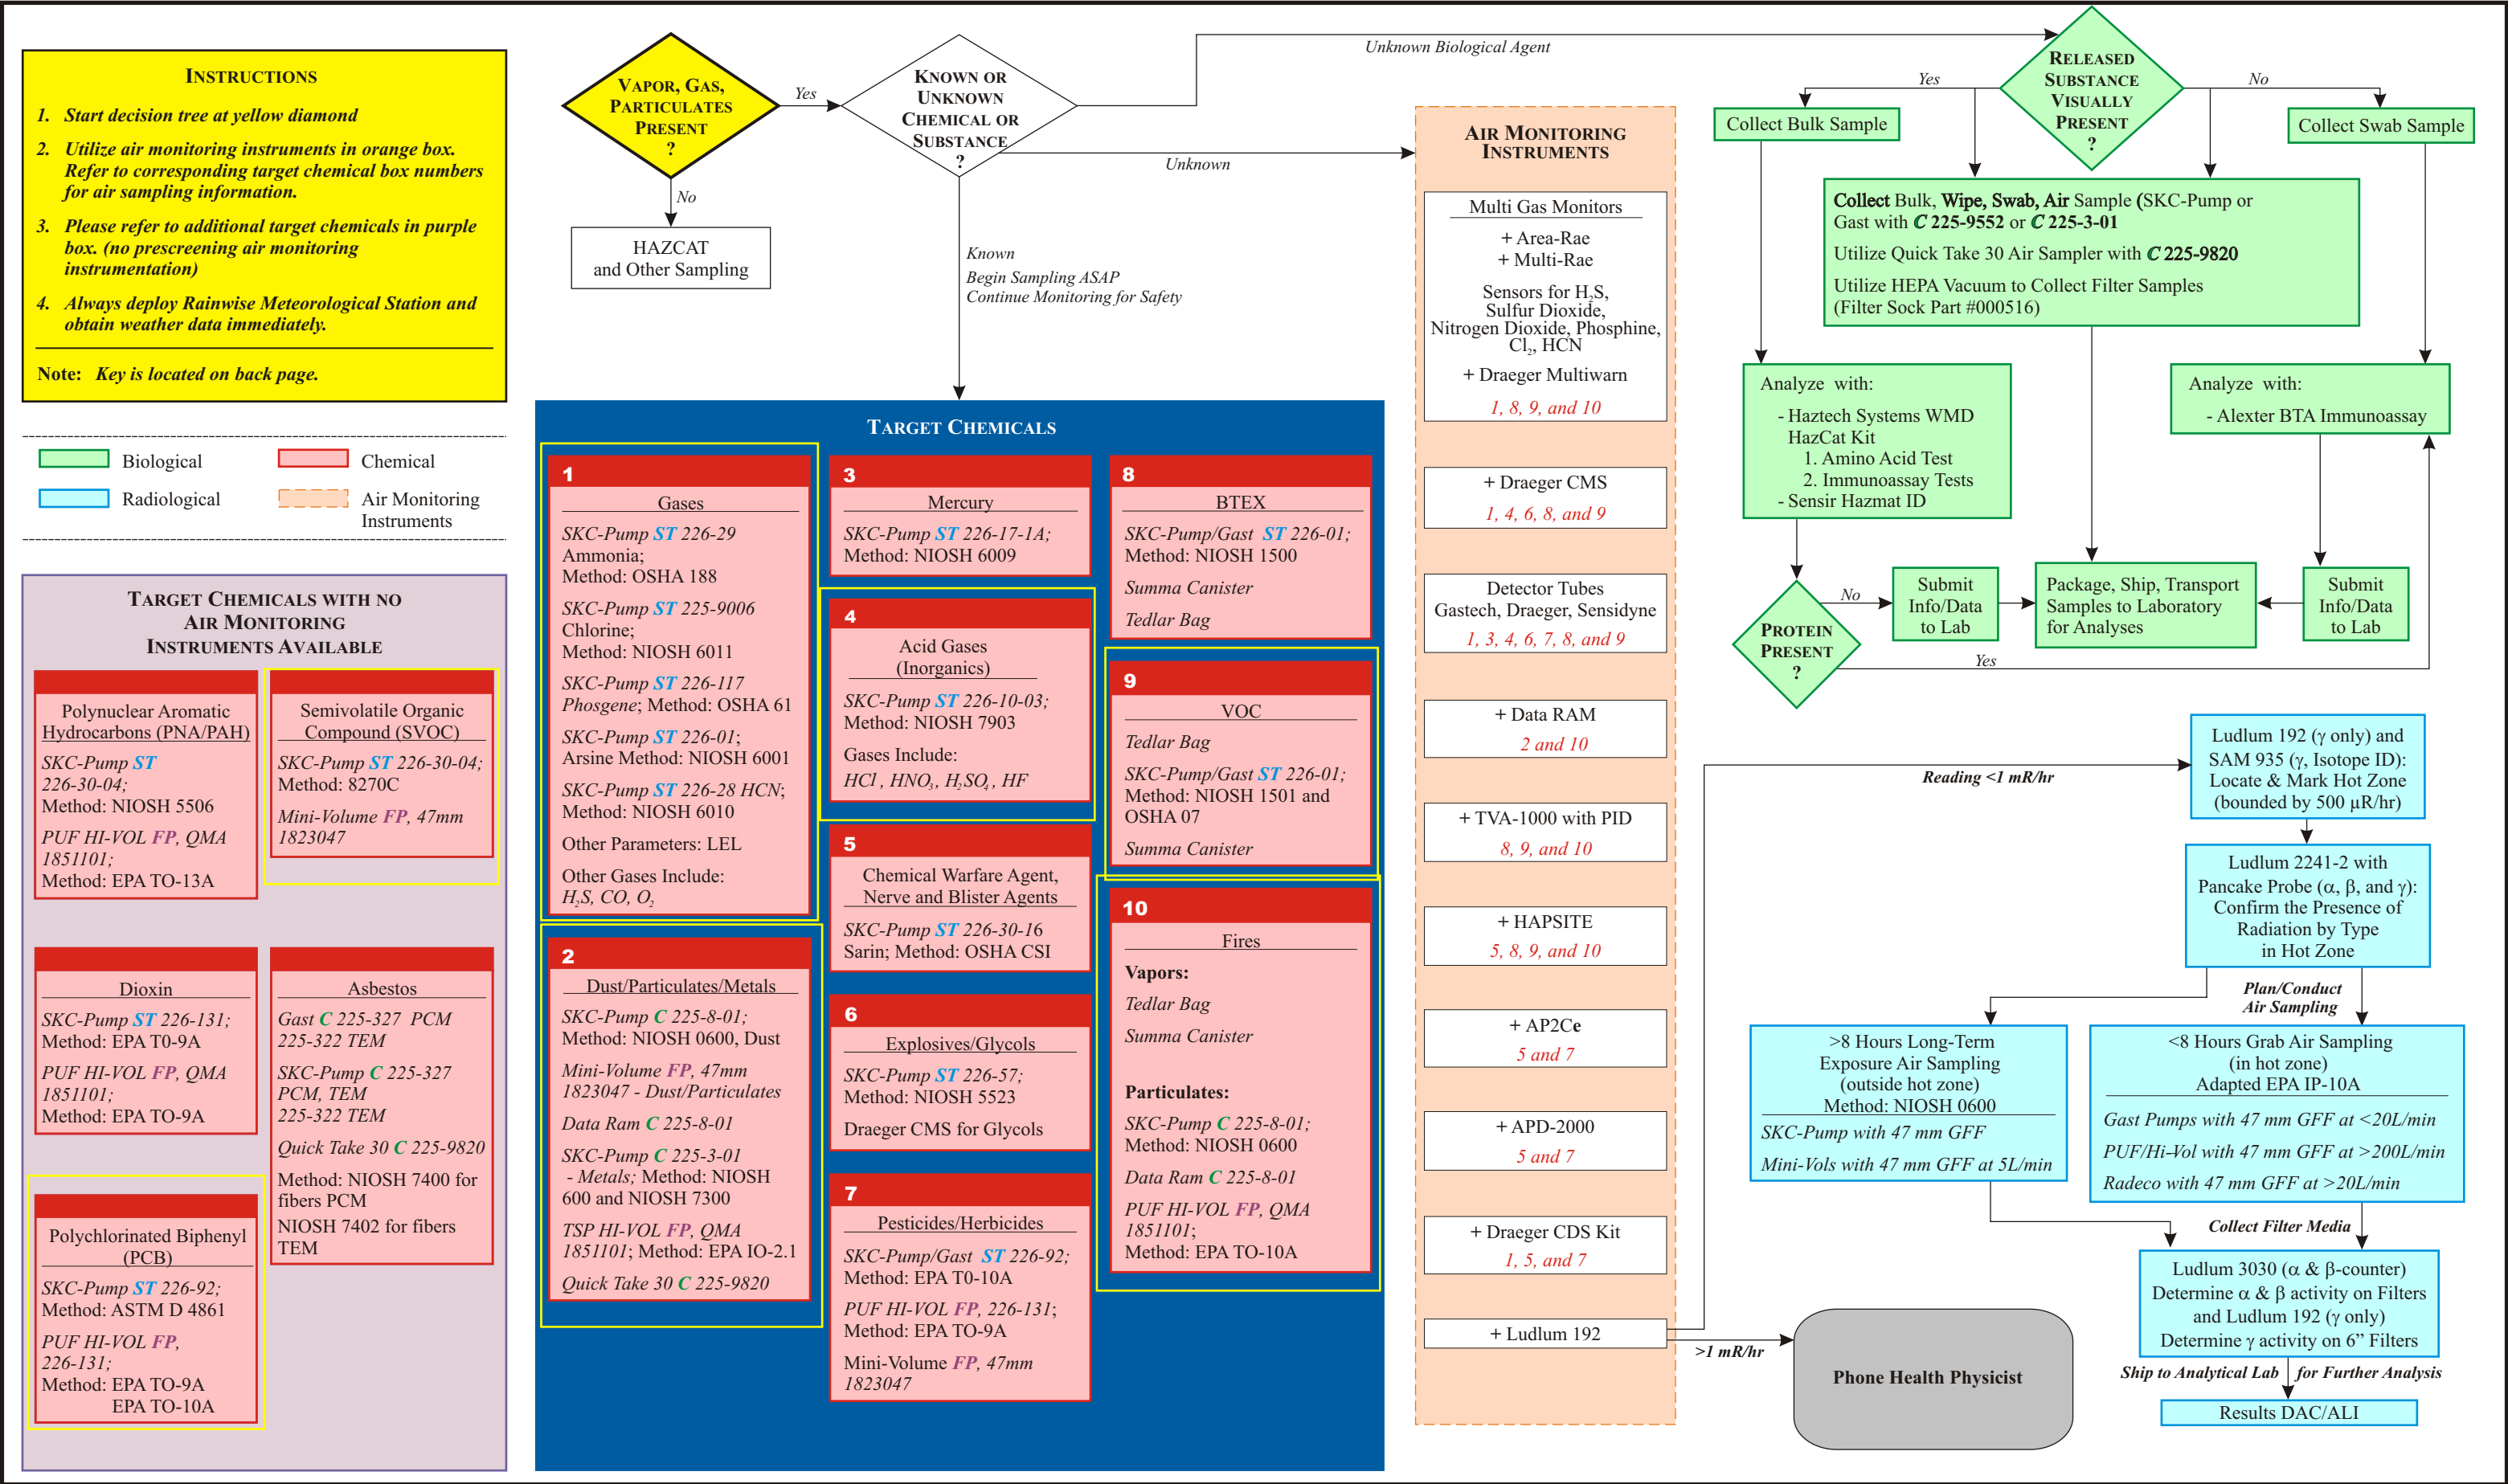 INSTRUCTIONS
1. Start decision tree at yellow diamond
2. Utilize air monitoring instruments in orange box.
Refer to corresponding target chemical box numbers
for air sampling information.
3. Please refer to additional target chemicals in purple
box. (no prescreening air monitoring
instrumentation)
4. Always deploy Rainwise Meteorological Station and
obtain weather data immediately.
Note: Key is located on back page.
Biological
Chemical
Radiological
Air Monitoring
Instruments
TARGET CHEMICALS WITH NO
AIR MONITORING
INSTRUMENTS AVAILABLE
Polynuclear Aromatic
Hydrocarbons (PNA/PAH)
SKC-Pump ST
226-30-04;
Method: NIOSH 5506
PUF HI-VOL FP, QMA
1851101;
Method: EPA TO-13A
Semivolatile Organic
Compound (SVOC)
SKC-Pump ST 226-30-04;
Method: 8270C
Mini-Volume FP, 47mm
1823047
Dioxin
SKC-Pump ST 226-131;
Method: EPA T0-9A
PUF HI-VOL FP, QMA
1851101;
Method: EPA TO-9A
Asbestos
Gast C 225-327 PCM
225-322 TEM
SKC-Pump C 225-327
PCM, TEM
225-322 TEM
Quick Take 30 C 225-9820
Method: NIOSH 7400 for
fibers PCM
NIOSH 7402 for fibers
TEM
Polychlorinated Biphenyl
(PCB)
SKC-Pump ST 226-92;
Method: ASTM D 4861
PUF HI-VOL FP,
226-131;
Method: EPA TO-9A
EPA TO-10A
VAPOR, GAS,
PARTICULATES
PRESENT
?
Yes
No
HAZCAT
and Other Sampling
KNOWN OR
UNKNOWN
CHEMICAL OR
SUBSTANCE
?
Unknown Biological Agent
Unknown
Known
Begin Sampling ASAP
Continue Monitoring for Safety
TARGET CHEMICALS
1
Gases
SKC-Pump ST 226-29
Ammonia;
Method: OSHA 188
SKC-Pump ST 225-9006
Chlorine;
Method: NIOSH 6011
SKC-Pump ST 226-117
Phosgene; Method: OSHA 61
SKC-Pump ST 226-01;
Arsine Method: NIOSH 6001
SKC-Pump ST 226-28 HCN;
Method: NIOSH 6010
Other Parameters: LEL
Other Gases Include:
H₂S, CO, O₂
2
Dust/Particulates/Metals
SKC-Pump C 225-8-01;
Method: NIOSH 0600, Dust
Mini-Volume FP, 47mm
1823047 - Dust/Particulates
Data Ram C 225-8-01
SKC-Pump C 225-3-01
- Metals; Method: NIOSH
600 and NIOSH 7300
TSP HI-VOL FP, QMA
1851101; Method: EPA IO-2.1
Quick Take 30 C 225-9820
3
Mercury
SKC-Pump ST 226-17-1A;
Method: NIOSH 6009
4
Acid Gases
(Inorganics)
SKC-Pump ST 226-10-03;
Method: NIOSH 7903
Gases Include:
HCl , HNO₃, H₂SO₄, HF
5
Chemical Warfare Agent,
Nerve and Blister Agents
SKC-Pump ST 226-30-16
Sarin; Method: OSHA CSI
6
Explosives/Glycols
SKC-Pump ST 226-57;
Method: NIOSH 5523
Draeger CMS for Glycols
7
Pesticides/Herbicides
SKC-Pump/Gast ST 226-92;
Method: EPA T0-10A
PUF HI-VOL FP, 226-131;
Method: EPA TO-9A
Mini-Volume FP, 47mm
1823047
8
BTEX
SKC-Pump/Gast ST 226-01;
Method: NIOSH 1500
Summa Canister
Tedlar Bag
9
VOC
Tedlar Bag
SKC-Pump/Gast ST 226-01;
Method: NIOSH 1501 and
OSHA 07
Summa Canister
10
Fires
Vapors:
Tedlar Bag
Summa Canister
Particulates:
SKC-Pump C 225-8-01;
Method: NIOSH 0600
Data Ram C 225-8-01
PUF HI-VOL FP, QMA
1851101;
Method: EPA TO-10A
AIR MONITORING
INSTRUMENTS
Multi Gas Monitors
+ Area-Rae
+ Multi-Rae
Sensors for H₂S,
Sulfur Dioxide,
Nitrogen Dioxide, Phosphine,
Cl₂, HCN
+ Draeger Multiwarn
1, 8, 9, and 10
+ Draeger CMS
1, 4, 6, 8, and 9
Detector Tubes
Gastech, Draeger, Sensidyne
1, 3, 4, 6, 7, 8, and 9
+ Data RAM
2 and 10
+ TVA-1000 with PID
8, 9, and 10
+ HAPSITE
5, 8, 9, and 10
+ AP2Ce
5 and 7
+ APD-2000
5 and 7
+ Draeger CDS Kit
1, 5, and 7
+ Ludlum 192
RELEASED
SUBSTANCE
VISUALLY
PRESENT
?
Yes
No
Collect Bulk Sample
Collect Swab Sample
Collect Bulk, Wipe, Swab, Air Sample (SKC-Pump or
Gast with C 225-9552 or C 225-3-01
Utilize Quick Take 30 Air Sampler with C 225-9820
Utilize HEPA Vacuum to Collect Filter Samples
(Filter Sock Part #000516)
Analyze with:
- Haztech Systems WMD
HazCat Kit
1. Amino Acid Test
2. Immunoassay Tests
- Sensir Hazmat ID
Analyze with:
- Alexter BTA Immunoassay
PROTEIN
PRESENT
?
No
Yes
Submit
Info/Data
to Lab
Package, Ship, Transport
Samples to Laboratory
for Analyses
Submit
Info/Data
to Lab
Reading <1 mR/hr
>1 mR/hr
Phone Health Physicist
Ludlum 192 (γ only) and
SAM 935 (γ, Isotope ID):
Locate & Mark Hot Zone
(bounded by 500 µR/hr)
Ludlum 2241-2 with
Pancake Probe (α, β, and γ):
Confirm the Presence of
Radiation by Type
in Hot Zone
Plan/Conduct
Air Sampling
>8 Hours Long-Term
Exposure Air Sampling
(outside hot zone)
Method: NIOSH 0600
SKC-Pump with 47 mm GFF
Mini-Vols with 47 mm GFF at 5L/min
<8 Hours Grab Air Sampling
(in hot zone)
Adapted EPA IP-10A
Gast Pumps with 47 mm GFF at <20L/min
PUF/Hi-Vol with 47 mm GFF at >200L/min
Radeco with 47 mm GFF at >20L/min
Collect Filter Media
Ludlum 3030 (α & β-counter)
Determine α & β activity on Filters
and Ludlum 192 (γ only)
Determine γ activity on 6” Filters
Ship to Analytical Lab for Further Analysis
Results DAC/ALI